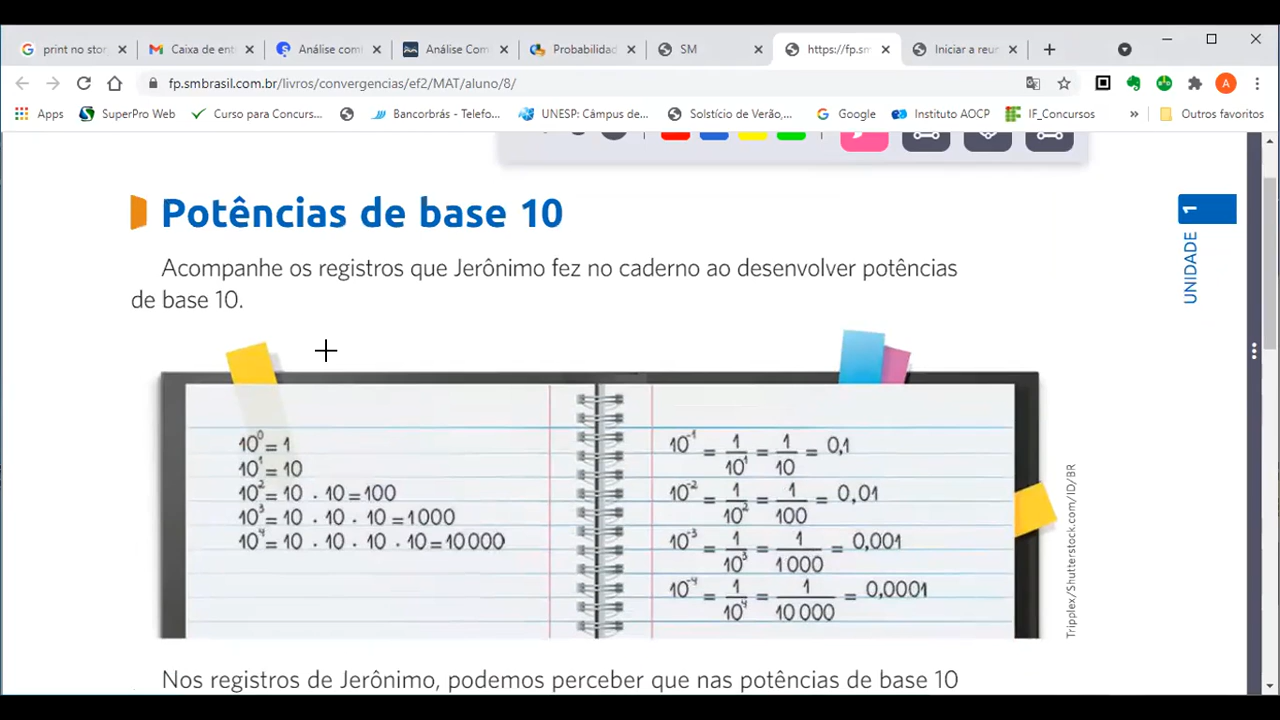 print no stor
Caixa de ent
Análise comb
Análise Com
Probabilidad
SM
https://fp.sm
Iniciar a reun
fp.smbrasil.com.br/livros/convergencias/ef2/MAT/aluno/8/
A
Apps
SuperPro Web
Curso para Concurs...
Bancorbrás - Telefo...
UNESP: Câmpus de...
Solstício de Verão,...
Google
Instituto AOCP
IF_Concursos
»
Outros favoritos
Potências de base 10
Acompanhe os registros que Jerônimo fez no caderno ao desenvolver potências
de base 10.
10⁰ = 1
10¹ = 10
10² = 10 . 10 = 100
10³ = 10 . 10 . 10 = 1000
10⁴ = 10 . 10 . 10 . 10 = 10 000
10⁻¹ = 1/10¹ = 1/10 = 0,1
10⁻² = 1/10² = 1/100 = 0,01
10⁻³ = 1/10³ = 1/1 000 = 0,001
10⁻⁴ = 1/10⁴ = 1/10 000 = 0,0001
Tripplex/Shutterstock.com/ID/BR
UNIDADE 1
Nos registros de Jerônimo, podemos perceber que nas potências de base 10